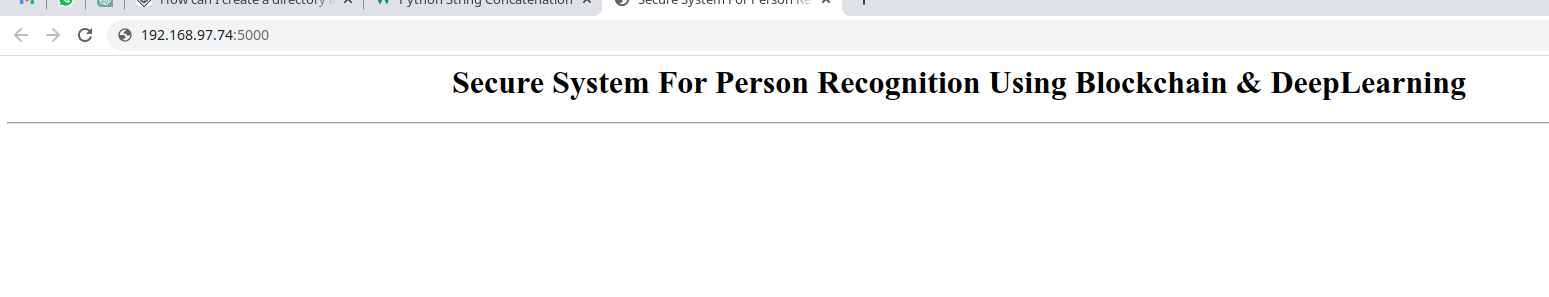 How can I create a directory i
Python String Concatenation
Secure System For Person Re
192.168.97.74:5000
Secure System For Person Recognition Using Blockchain & DeepLearning